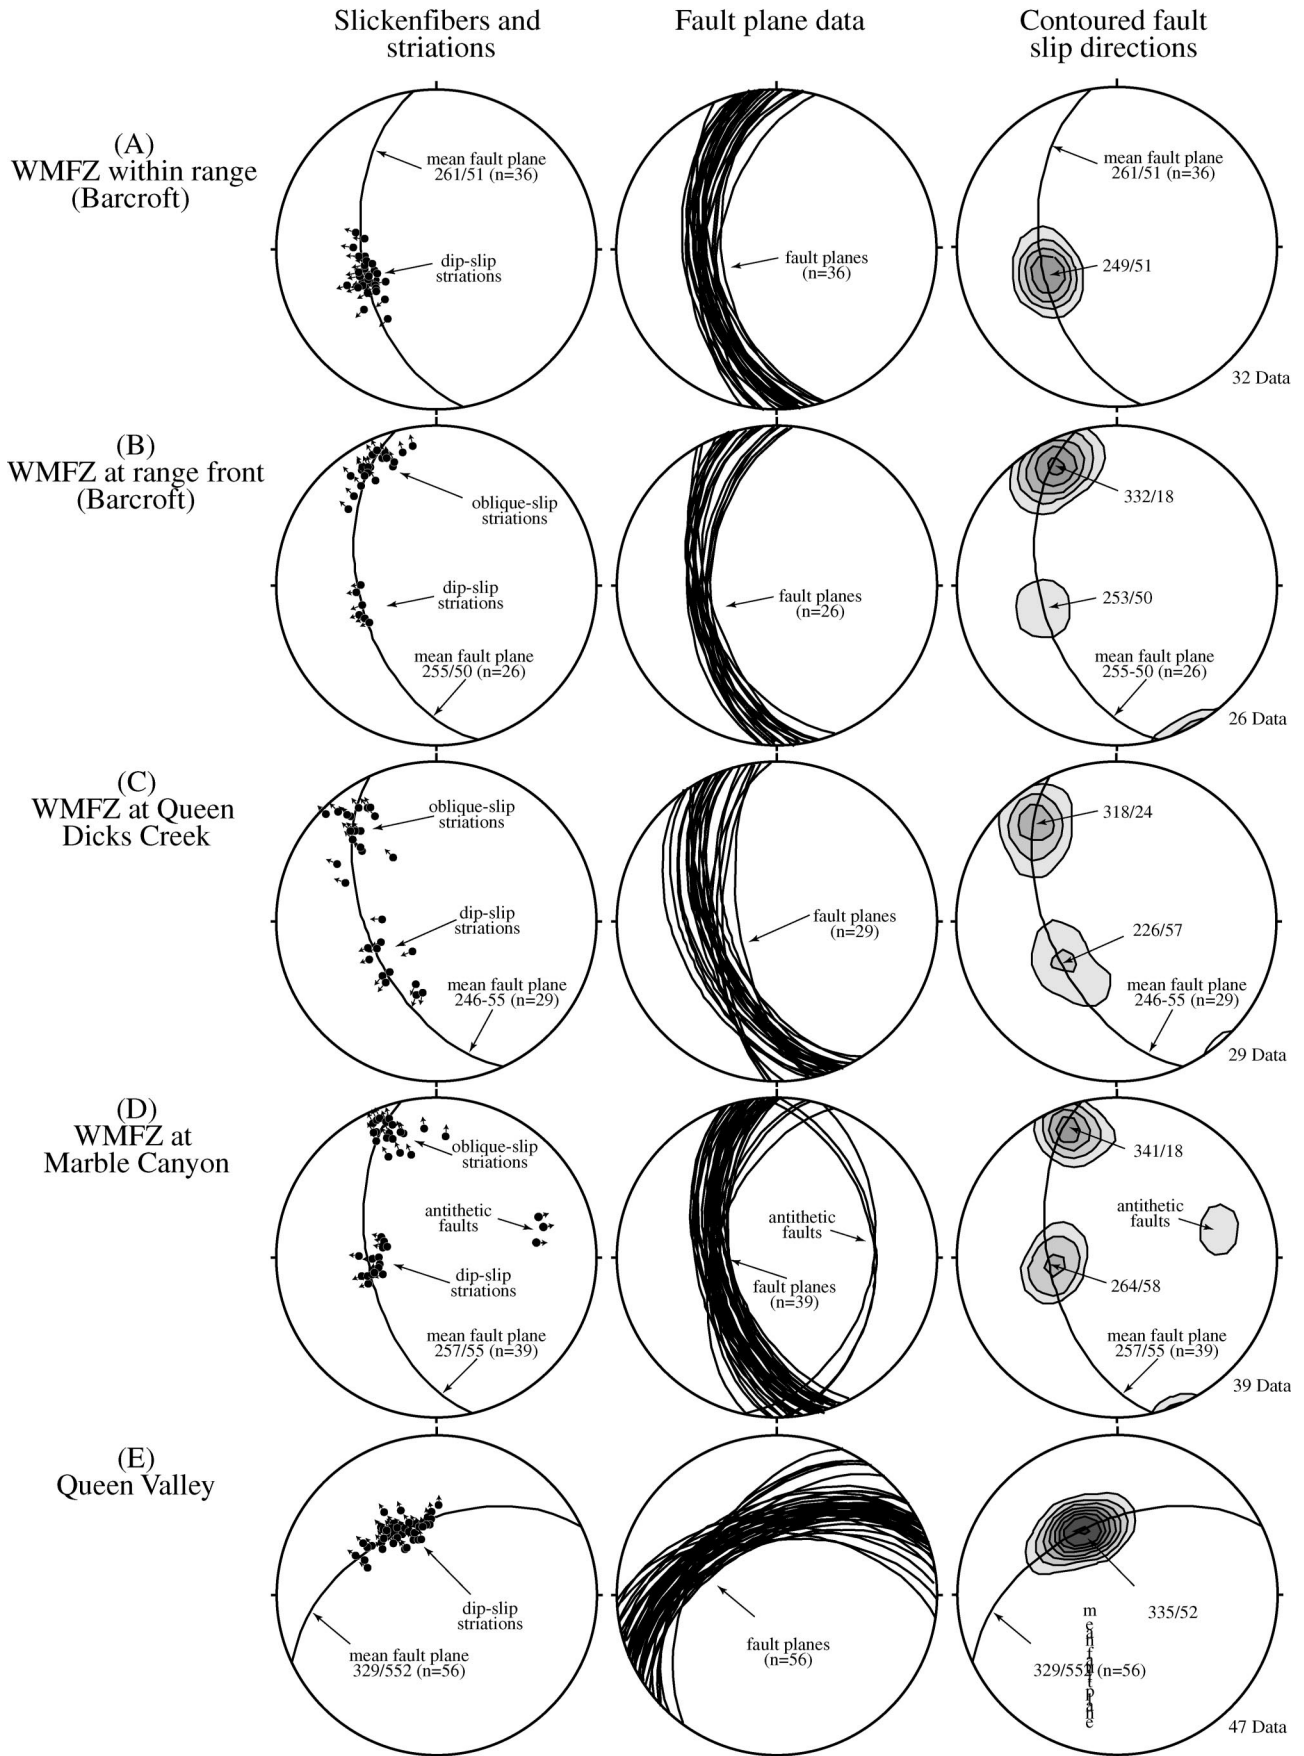 Slickenfibers and
striations
Fault plane data
Contoured fault
slip directions
(A)
WMFZ within range
(Barcroft)
mean fault plane
261/51 (n=36)
dip-slip
striations
fault planes
(n=36)
mean fault plane
261/51 (n=36)
249/51
32 Data
(B)
WMFZ at range front
(Barcroft)
oblique-slip
striations
dip-slip
striations
mean fault plane
255/50 (n=26)
fault planes
(n=26)
332/18
253/50
mean fault plane
255-50 (n=26)
26 Data
(C)
WMFZ at Queen
Dicks Creek
oblique-slip
striations
dip-slip
striations
mean fault plane
246-55 (n=29)
fault planes
(n=29)
318/24
226/57
mean fault plane
246-55 (n=29)
29 Data
(D)
WMFZ at
Marble Canyon
oblique-slip
striations
antithetic
faults
dip-slip
striations
mean fault plane
257/55 (n=39)
antithetic
faults
fault planes
(n=39)
341/18
antithetic
faults
264/58
mean fault plane
257/55 (n=39)
39 Data
(E)
Queen Valley
dip-slip
striations
mean fault plane
329/552 (n=56)
fault planes
(n=56)
335/52
mean fault plane
329/552 (n=56)
47 Data